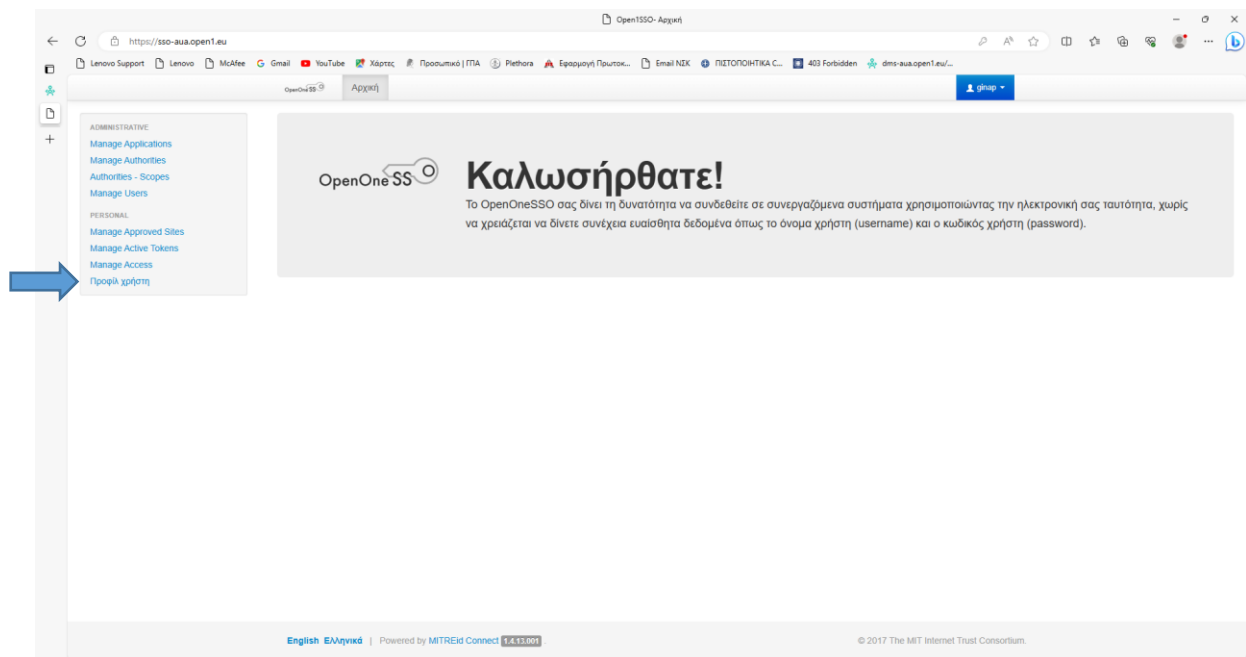 Open1SSO- Αρχική
https://sso-aua.open1.eu
Lenovo Support Lenovo McAfee Gmail YouTube Χάρτες Προσωπικό | ΓΠΑ Plethora Εφαρμογή Πρωτοκ... Email ΝΣΚ ΠΙΣΤΟΠΟΙΗΤΙΚΑ C... 403 Forbidden dms-aua.open1.eu/...
OpenOne SS Αρχική ginap
ADMINISTRATIVE
Manage Applications
Manage Authorities
Authorities - Scopes
Manage Users
PERSONAL
Manage Approved Sites
Manage Active Tokens
Manage Access
Προφίλ χρήστη
OpenOne SSO
Καλωσήρθατε!
Το OpenOneSSO σας δίνει τη δυνατότητα να συνδεθείτε σε συνεργαζόμενα συστήματα χρησιμοποιώντας την ηλεκτρονική σας ταυτότητα, χωρίς
να χρειάζεται να δίνετε συνέχεια ευαίσθητα δεδομένα όπως το όνομα χρήστη (username) και ο κωδικός χρήστη (password).
English Ελληνικά | Powered by MITREid Connect 1.4.13.001 .
© 2017 The MIT Internet Trust Consortium.